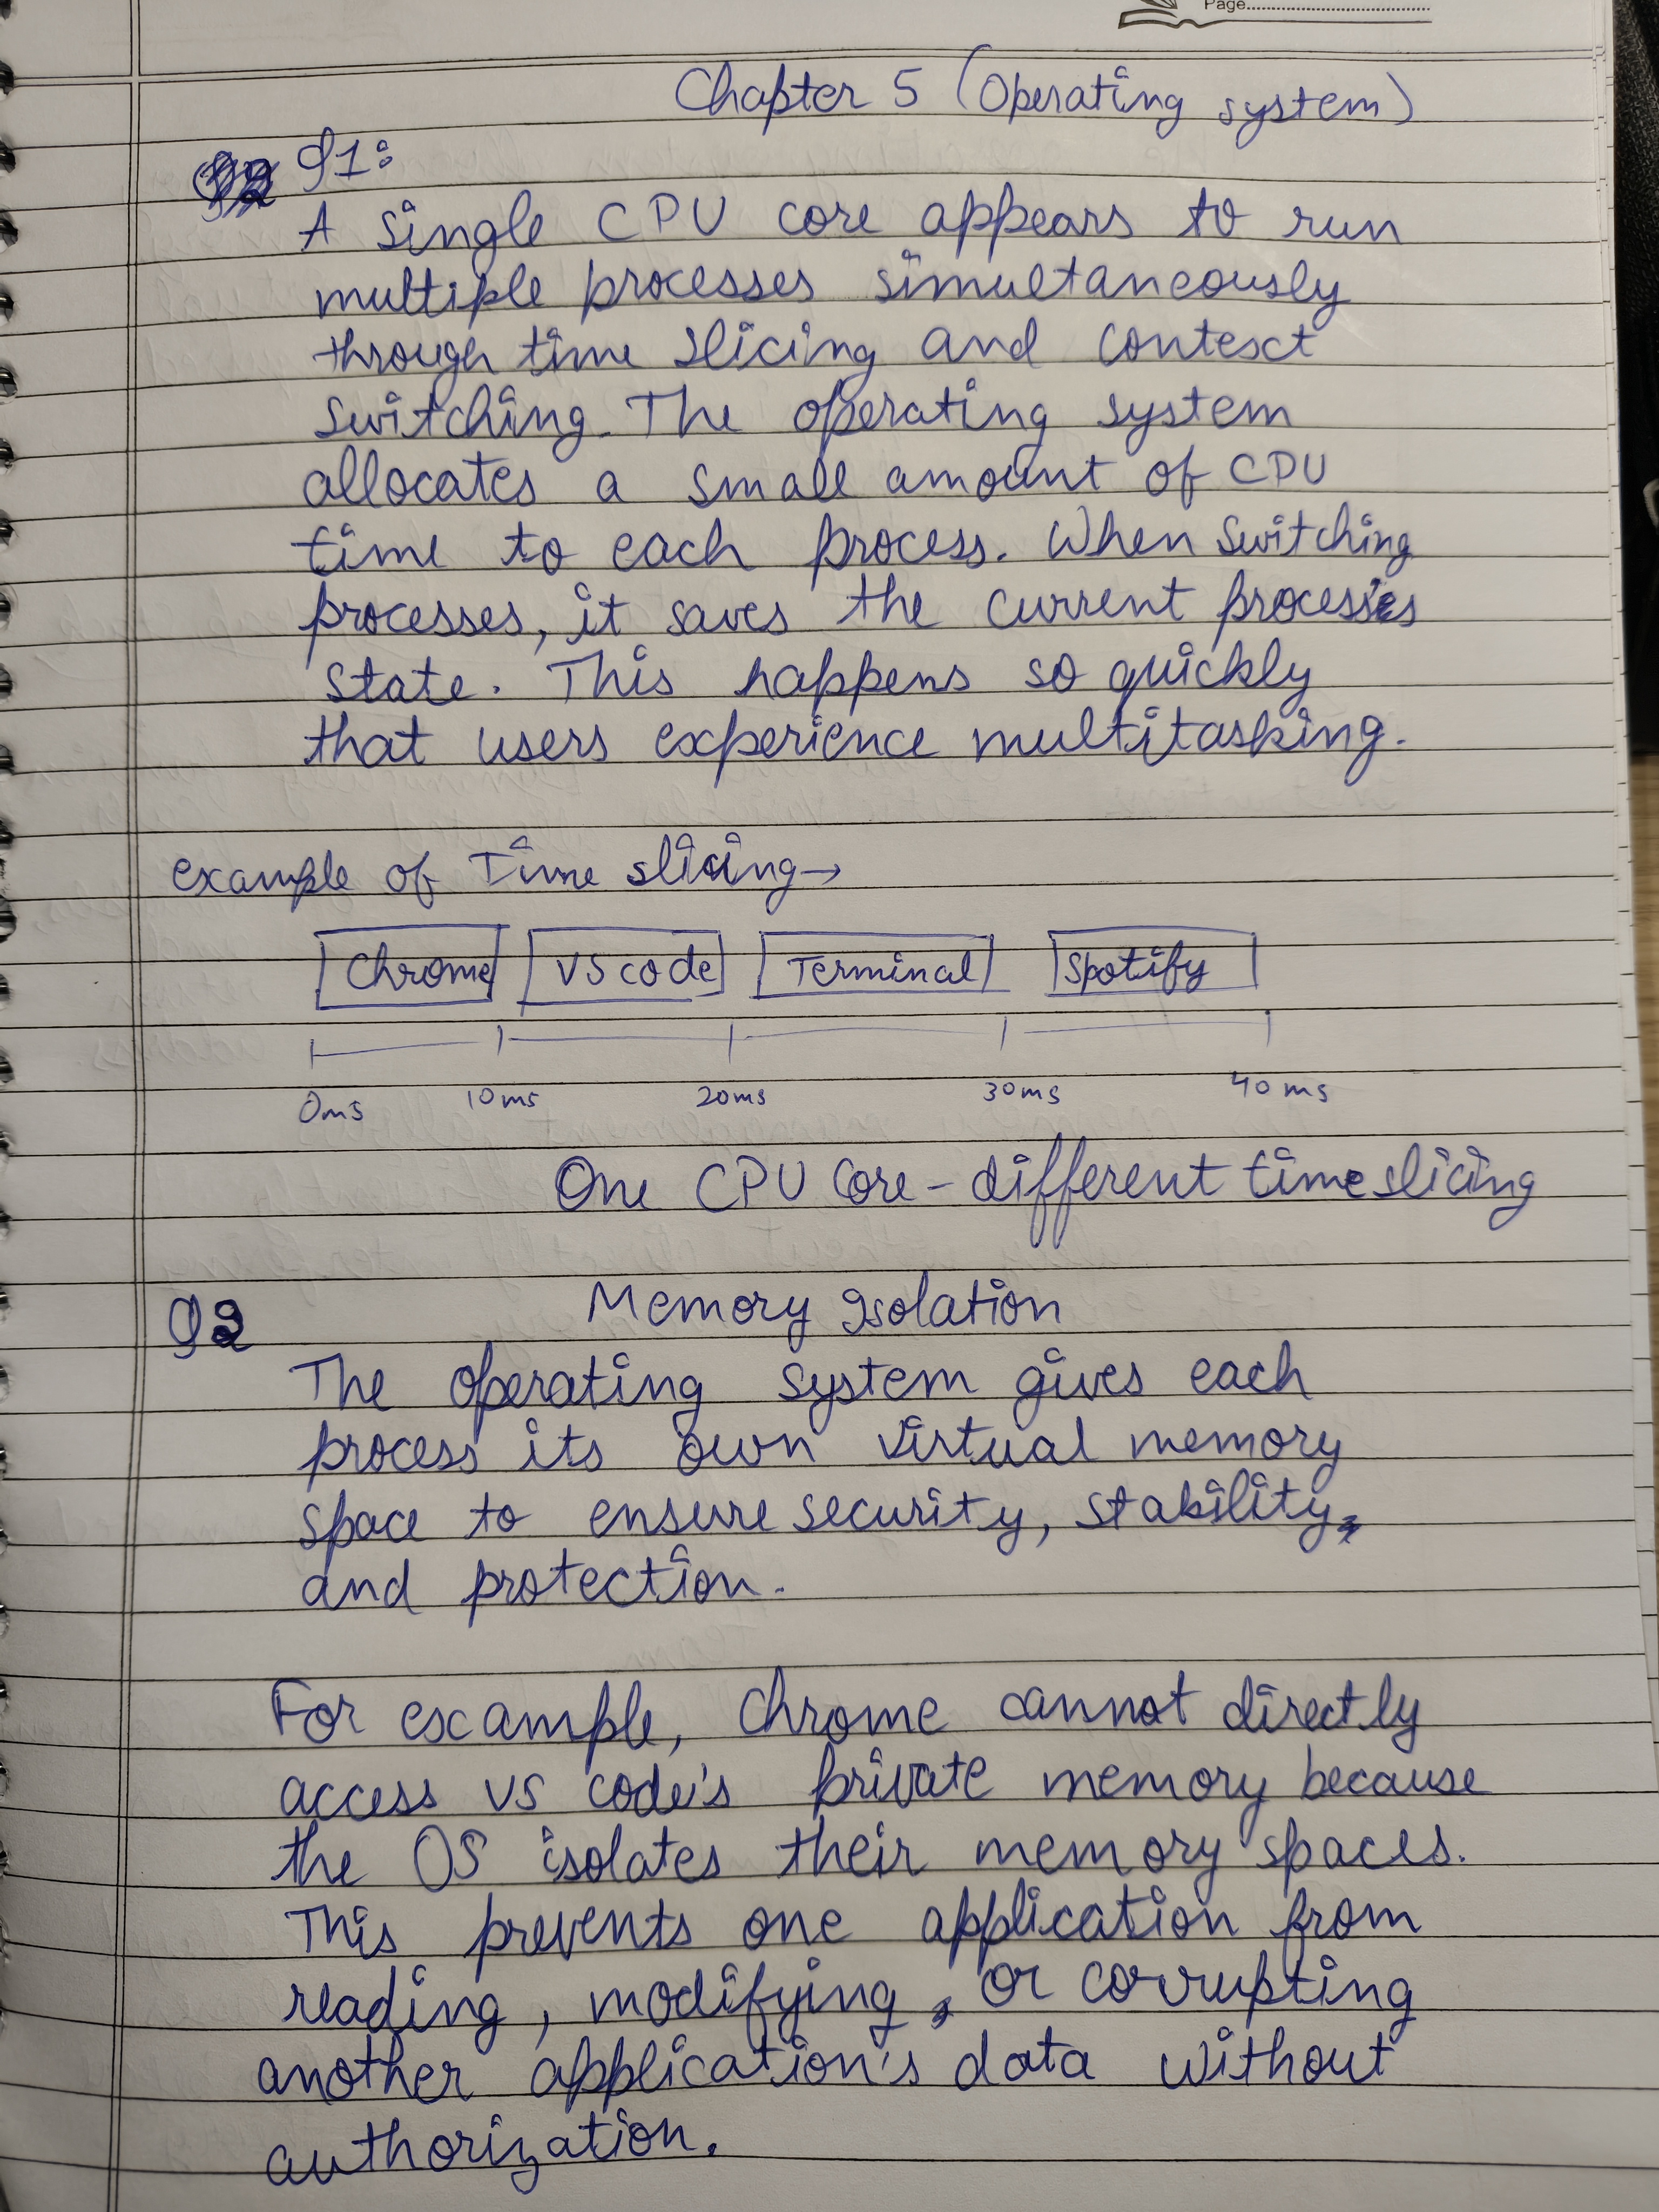 Page
Chapter 5 (Operating system)
Q1:
A single CPU core appears to run
multiple processes simultaneously
through time slicing and context
switching. The operating system
allocates a small amount of CPU
time to each process. When switching
processes, it saves the current process's
state. This happens so quickly
that users experience multitasking.
example of Time slicing→
Chrome VS code Terminal Spotify
0ms 10ms 20ms 30ms 40ms
One CPU Core - different time slicing
Q2 Memory Isolation
The operating system gives each
process its own virtual memory
space to ensure security, stability,
and protection.
For example, Chrome cannot directly
access VS code's private memory because
the OS isolates their memory spaces.
This prevents one application from
reading, modifying, or corrupting
another application's data without
authorization.